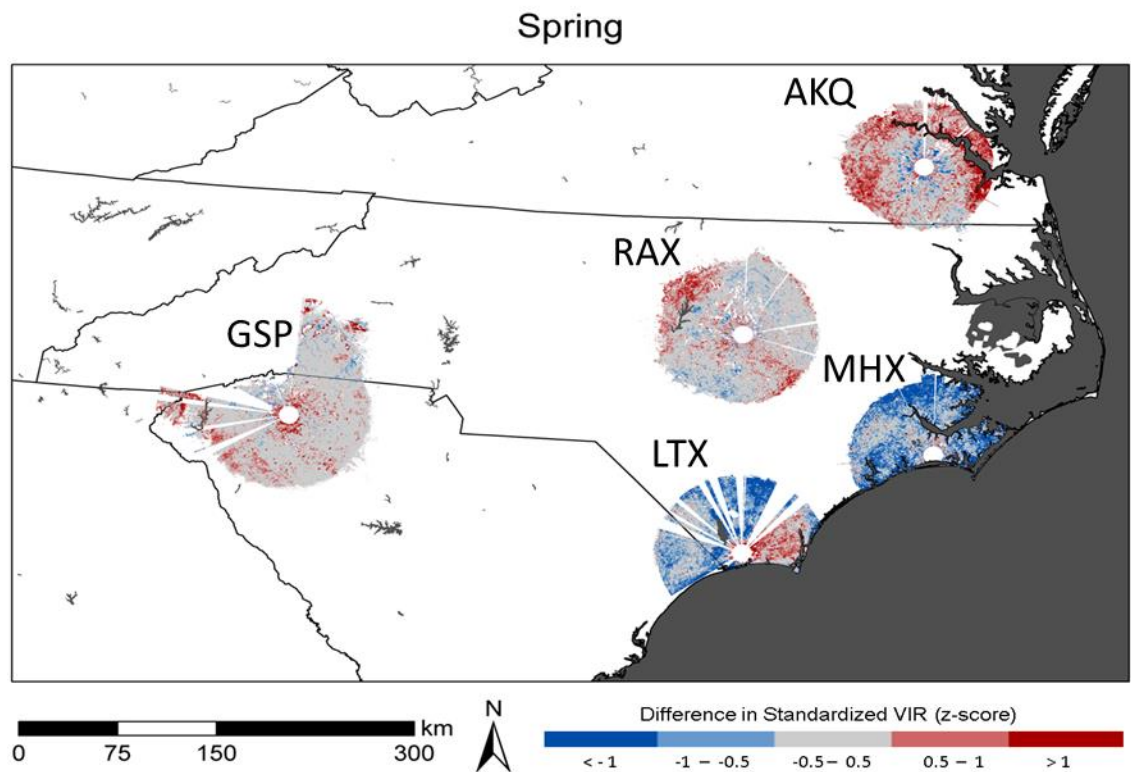 Spring
AKQ
RAX
GSP
MHX
LTX
km
0 75 150 300
N
Difference in Standardized VIR (z-score)
< - 1 -1 – -0.5 -0.5 – 0.5 0.5 – 1 > 1